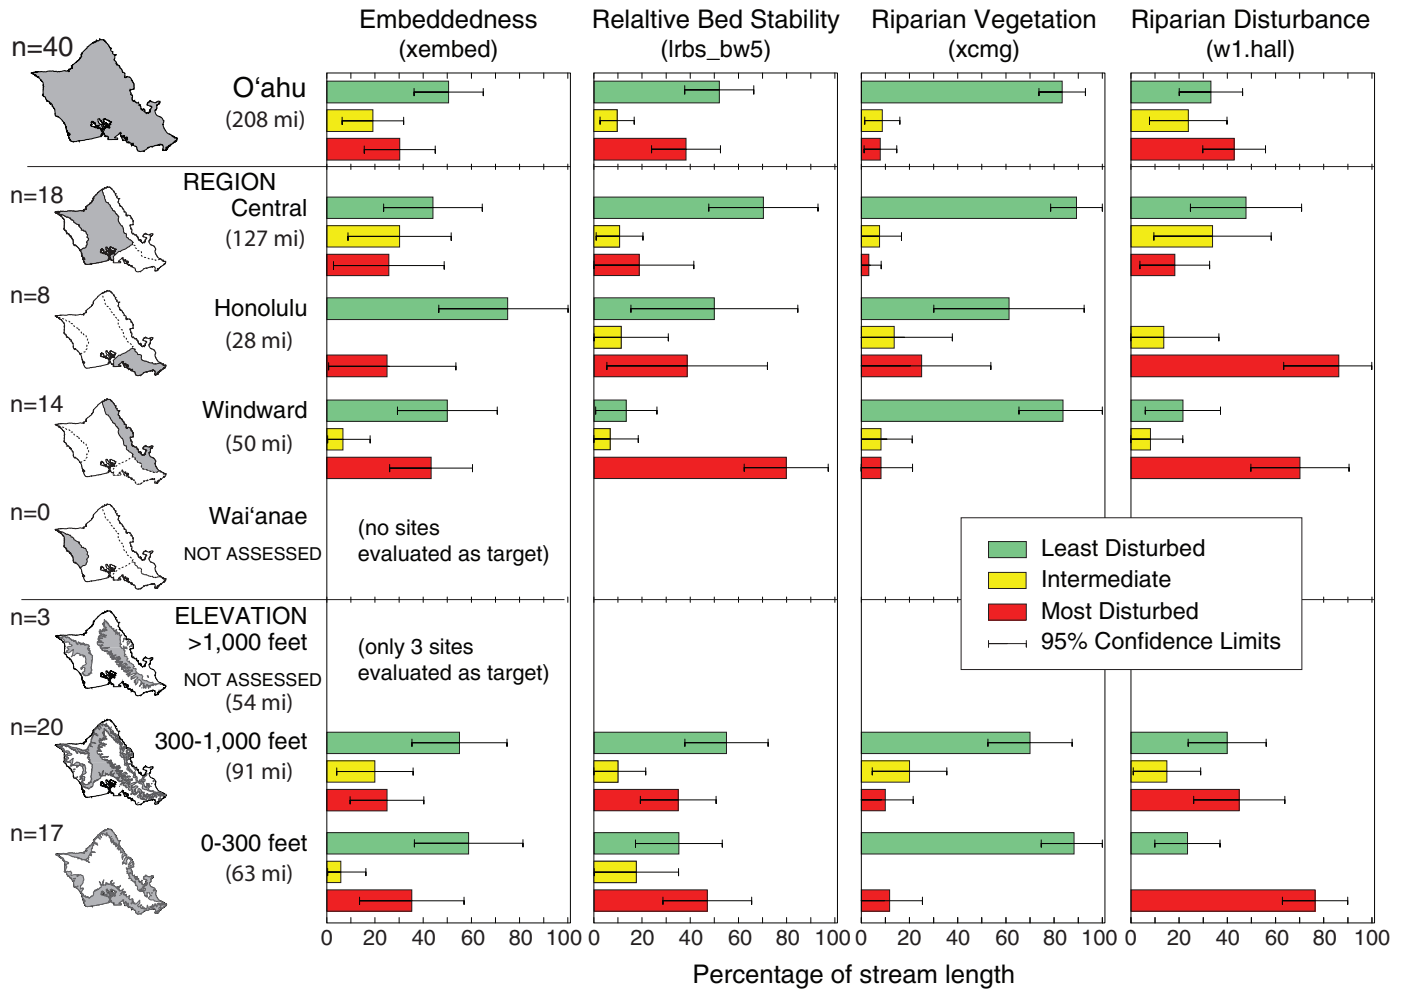 Embeddedness
(xembed)
Relaltive Bed Stability
(lrbs_bw5)
Riparian Vegetation
(xcmg)
Riparian Disturbance
(w1.hall)
n=40
O‘ahu
(208 mi)
REGION
n=18
Central
(127 mi)
n=8
Honolulu
(28 mi)
n=14
Windward
(50 mi)
n=0
Wai‘anae
NOT ASSESSED
(no sites
evaluated as target)
Least Disturbed
Intermediate
Most Disturbed
95% Confidence Limits
n=3
ELEVATION
>1,000 feet
NOT ASSESSED
(54 mi)
(only 3 sites
evaluated as target)
n=20
300-1,000 feet
(91 mi)
n=17
0-300 feet
(63 mi)
0 20 40 60 80 100 0 20 40 60 80 100 0 20 40 60 80 100 0 20 40 60 80 100
Percentage of stream length